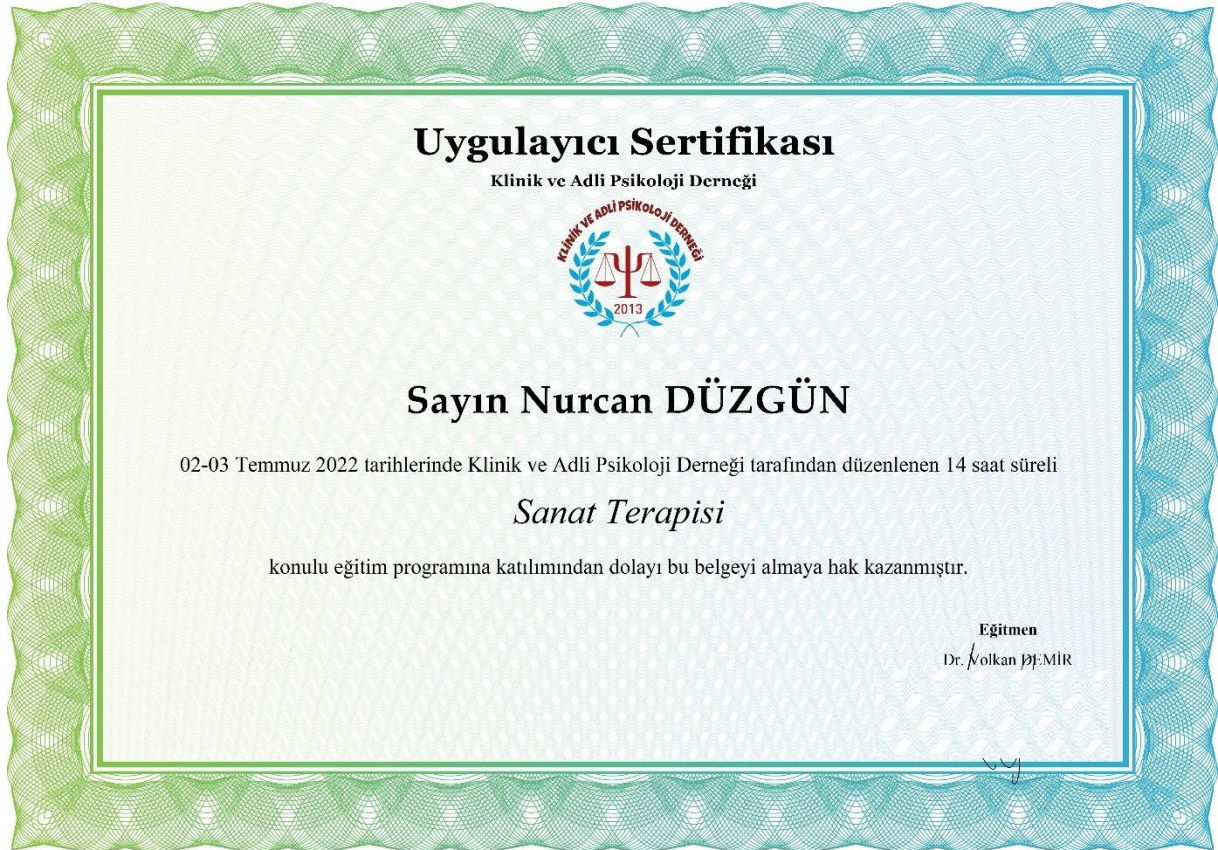 Uygulayıcı Sertifikası
Klinik ve Adli Psikoloji Derneği
KLİNİK VE ADLİ PSİKOLOJİ DERNEĞİ
2013
Sayın Nurcan DÜZGÜN
02-03 Temmuz 2022 tarihlerinde Klinik ve Adli Psikoloji Derneği tarafından düzenlenen 14 saat süreli
Sanat Terapisi
konulu eğitim programına katılımından dolayı bu belgeyi almaya hak kazanmıştır.
Eğitmen
Dr. Volkan DEMİR